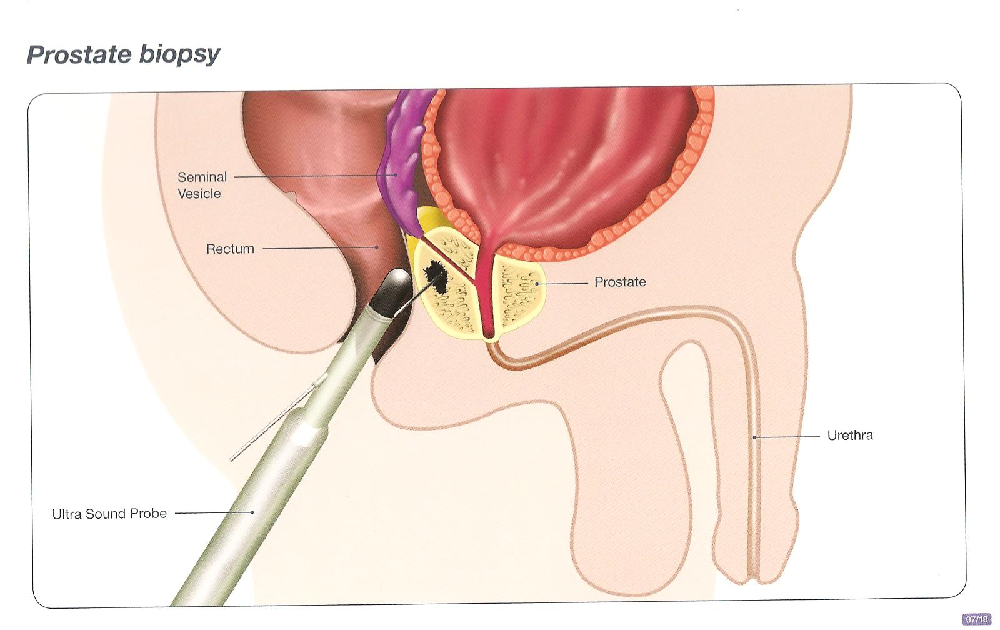 Prostate biopsy
Seminal
Vesicle
Rectum
Prostate
Urethra
Ultra Sound Probe
07/18